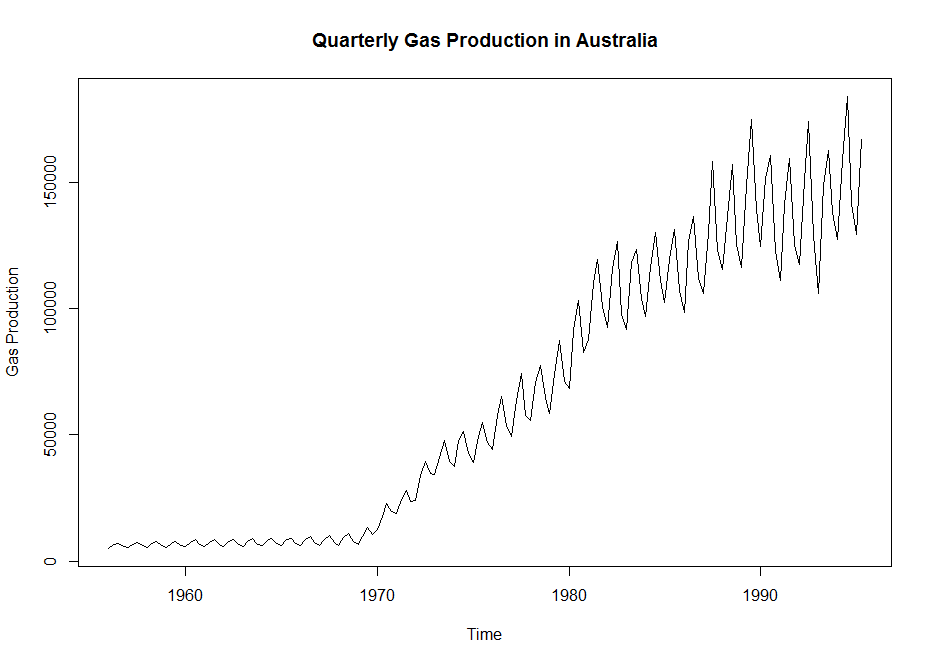 Quarterly Gas Production in Australia
Gas Production
150000
100000
50000
0
1960 1970 1980 1990
Time